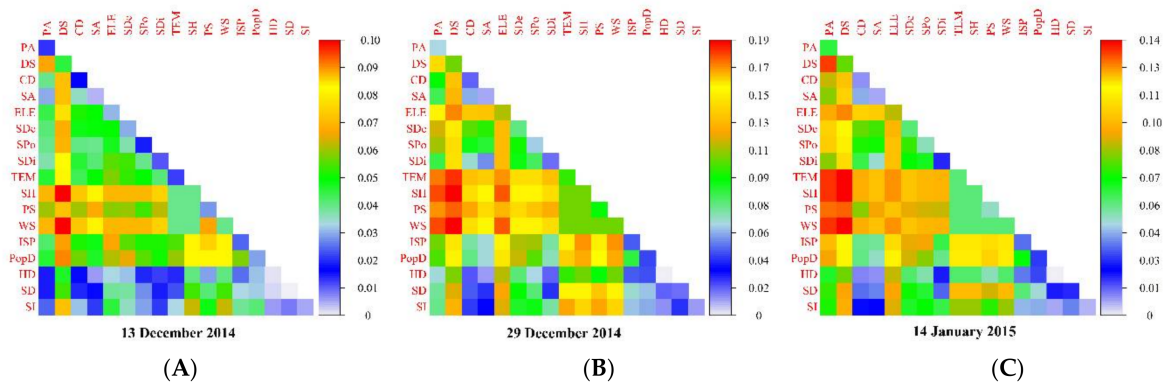 PA DS CD SA ELE SDe SPo SDi TEM SH PS WS ISP PopD HD SD SI
PA
DS
CD
SA
ELE
SDe
SPo
SDi
TEM
SH
PS
WS
ISP
PopD
HD
SD
SI
0.10
0.09
0.08
0.07
0.06
0.05
0.04
0.03
0.02
0.01
0
13 December 2014
(A)
PA DS CD SA ELE SDe SPo SDi TEM SH PS WS ISP PopD HD SD SI
PA
DS
CD
SA
ELE
SDe
SPo
SDi
TEM
SH
PS
WS
ISP
PopD
HD
SD
SI
0.19
0.17
0.15
0.13
0.11
0.09
0.08
0.06
0.04
0.02
0
29 December 2014
(B)
PA DS CD SA ELE SDe SPo SDi TEM SH PS WS ISP PopD HD SD SI
PA
DS
CD
SA
ELE
SDe
SPo
SDi
TEM
SH
PS
WS
ISP
PopD
HD
SD
SI
0.14
0.13
0.11
0.10
0.08
0.07
0.06
0.04
0.03
0.01
0
14 January 2015
(C)